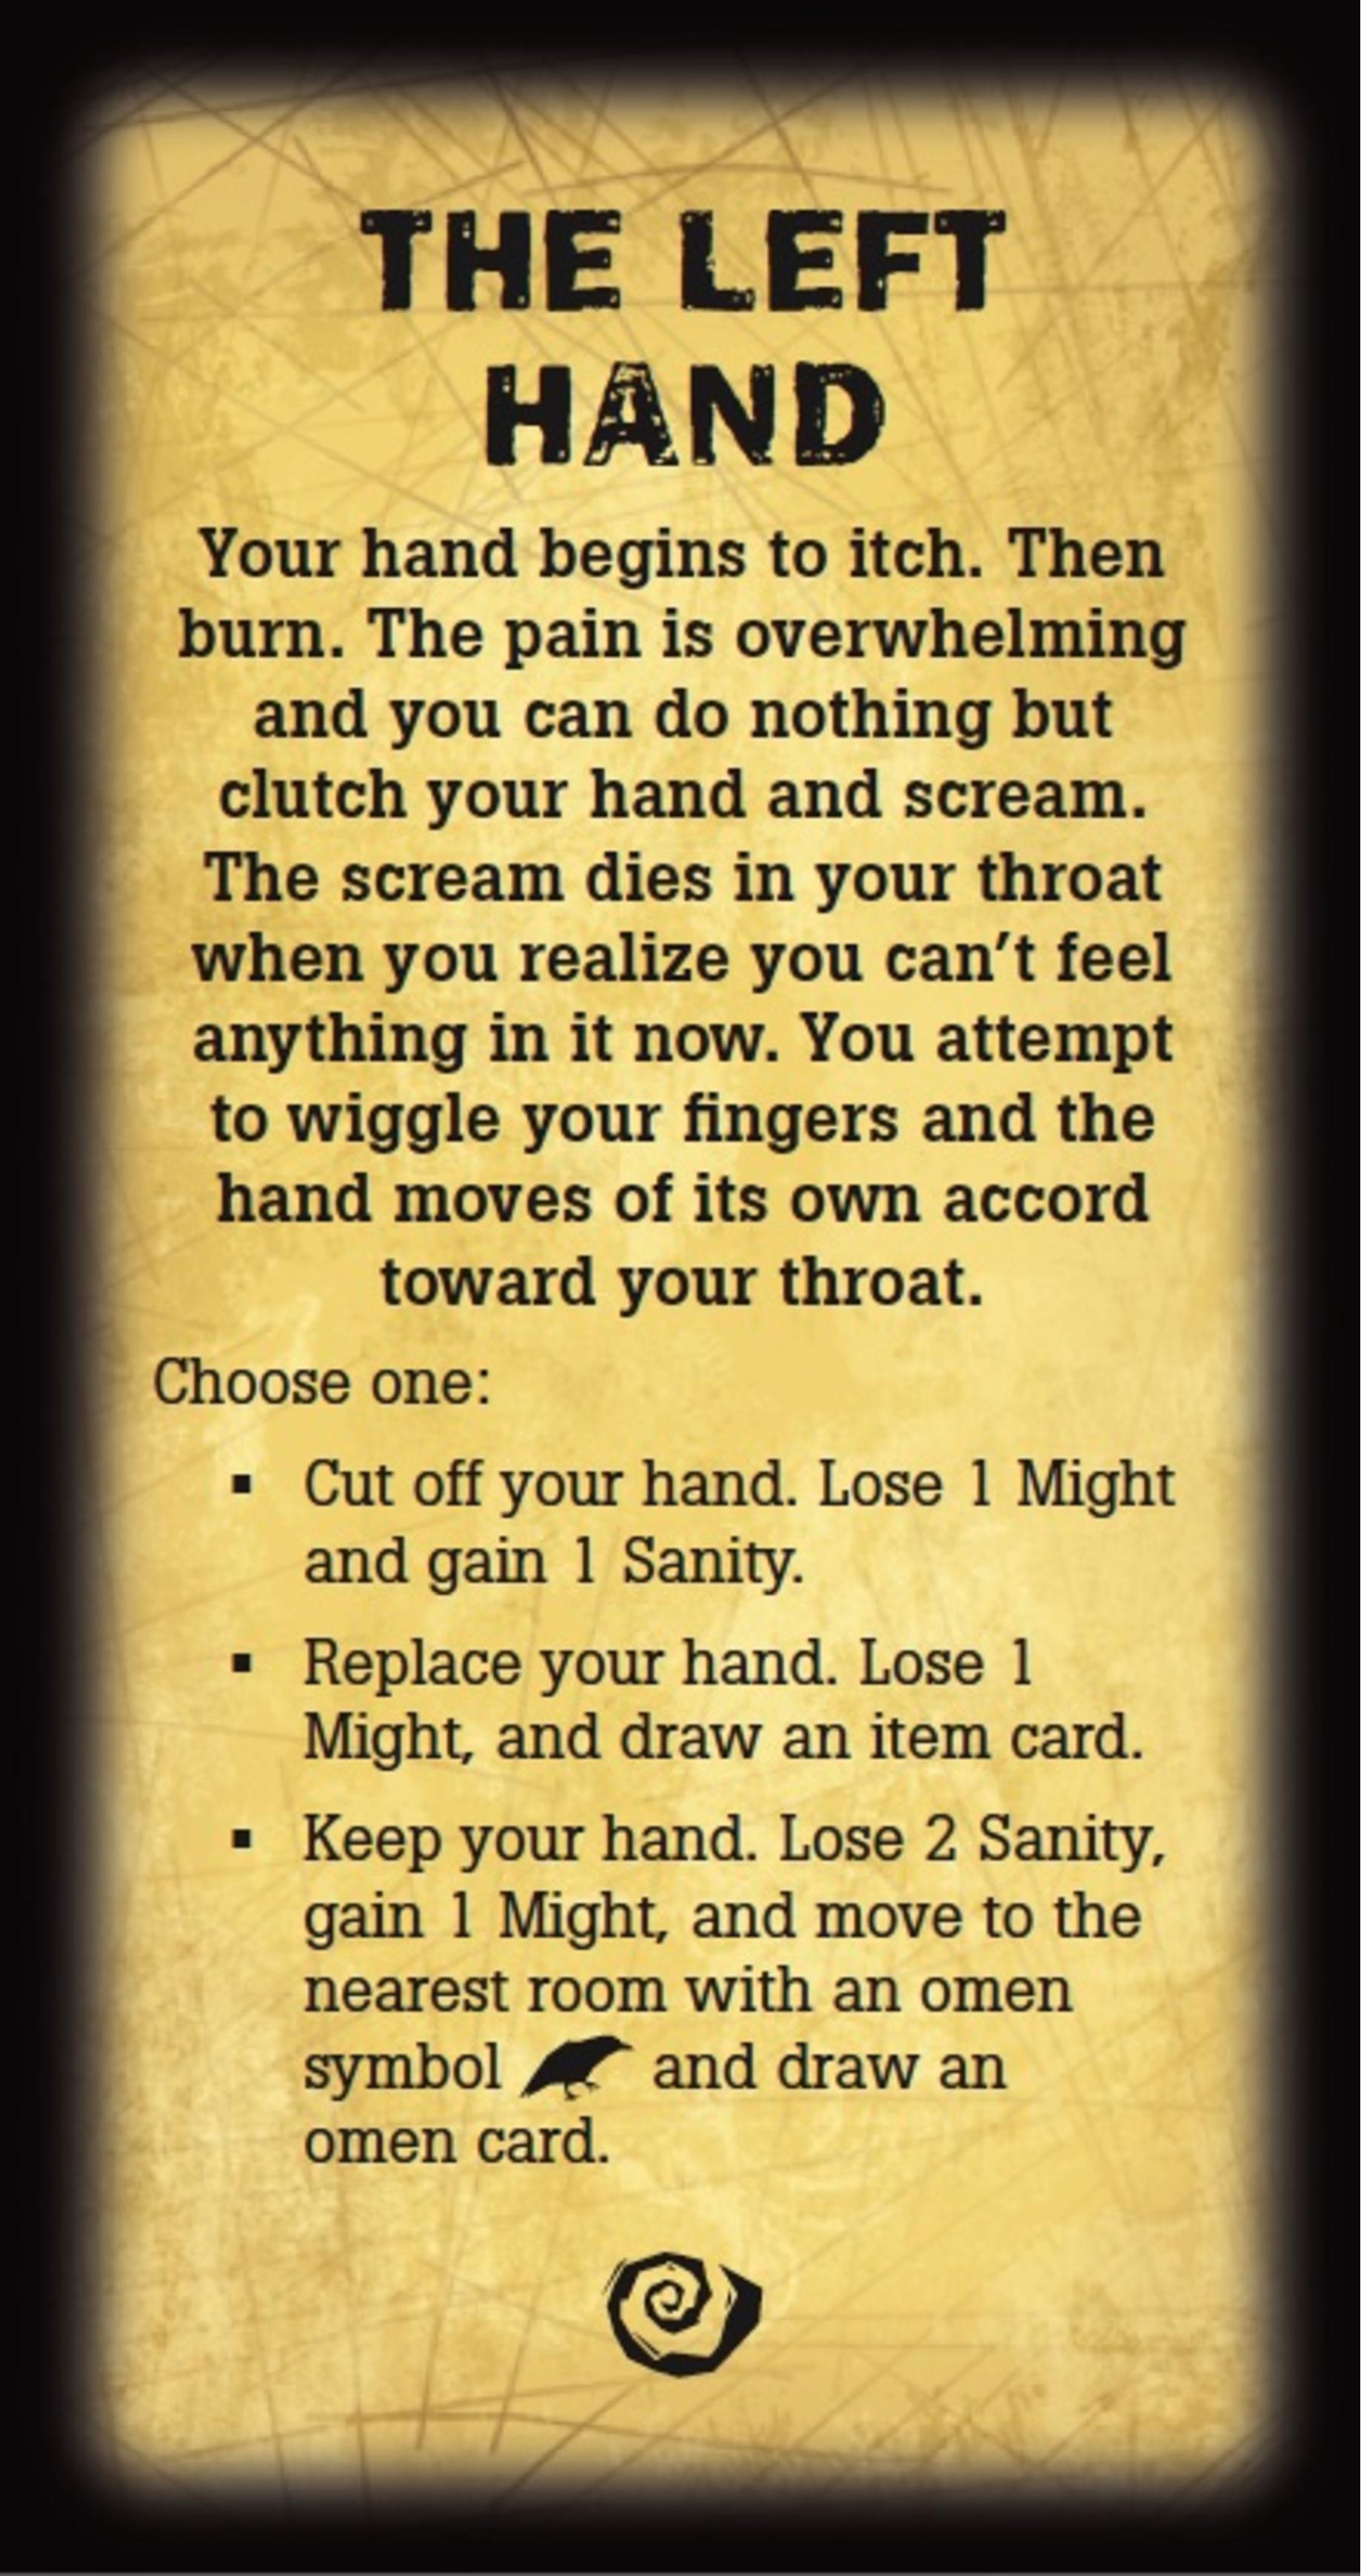 THE LEFT
HAND
Your hand begins to itch. Then
burn. The pain is overwhelming
and you can do nothing but
clutch your hand and scream.
The scream dies in your throat
when you realize you can't feel
anything in it now. You attempt
to wiggle your fingers and the
hand moves of its own accord
toward your throat.
Choose one:
▪ Cut off your hand. Lose 1 Might
and gain 1 Sanity.
▪ Replace your hand. Lose 1
Might, and draw an item card.
▪ Keep your hand. Lose 2 Sanity,
gain 1 Might, and move to the
nearest room with an omen
symbol and draw an
omen card.